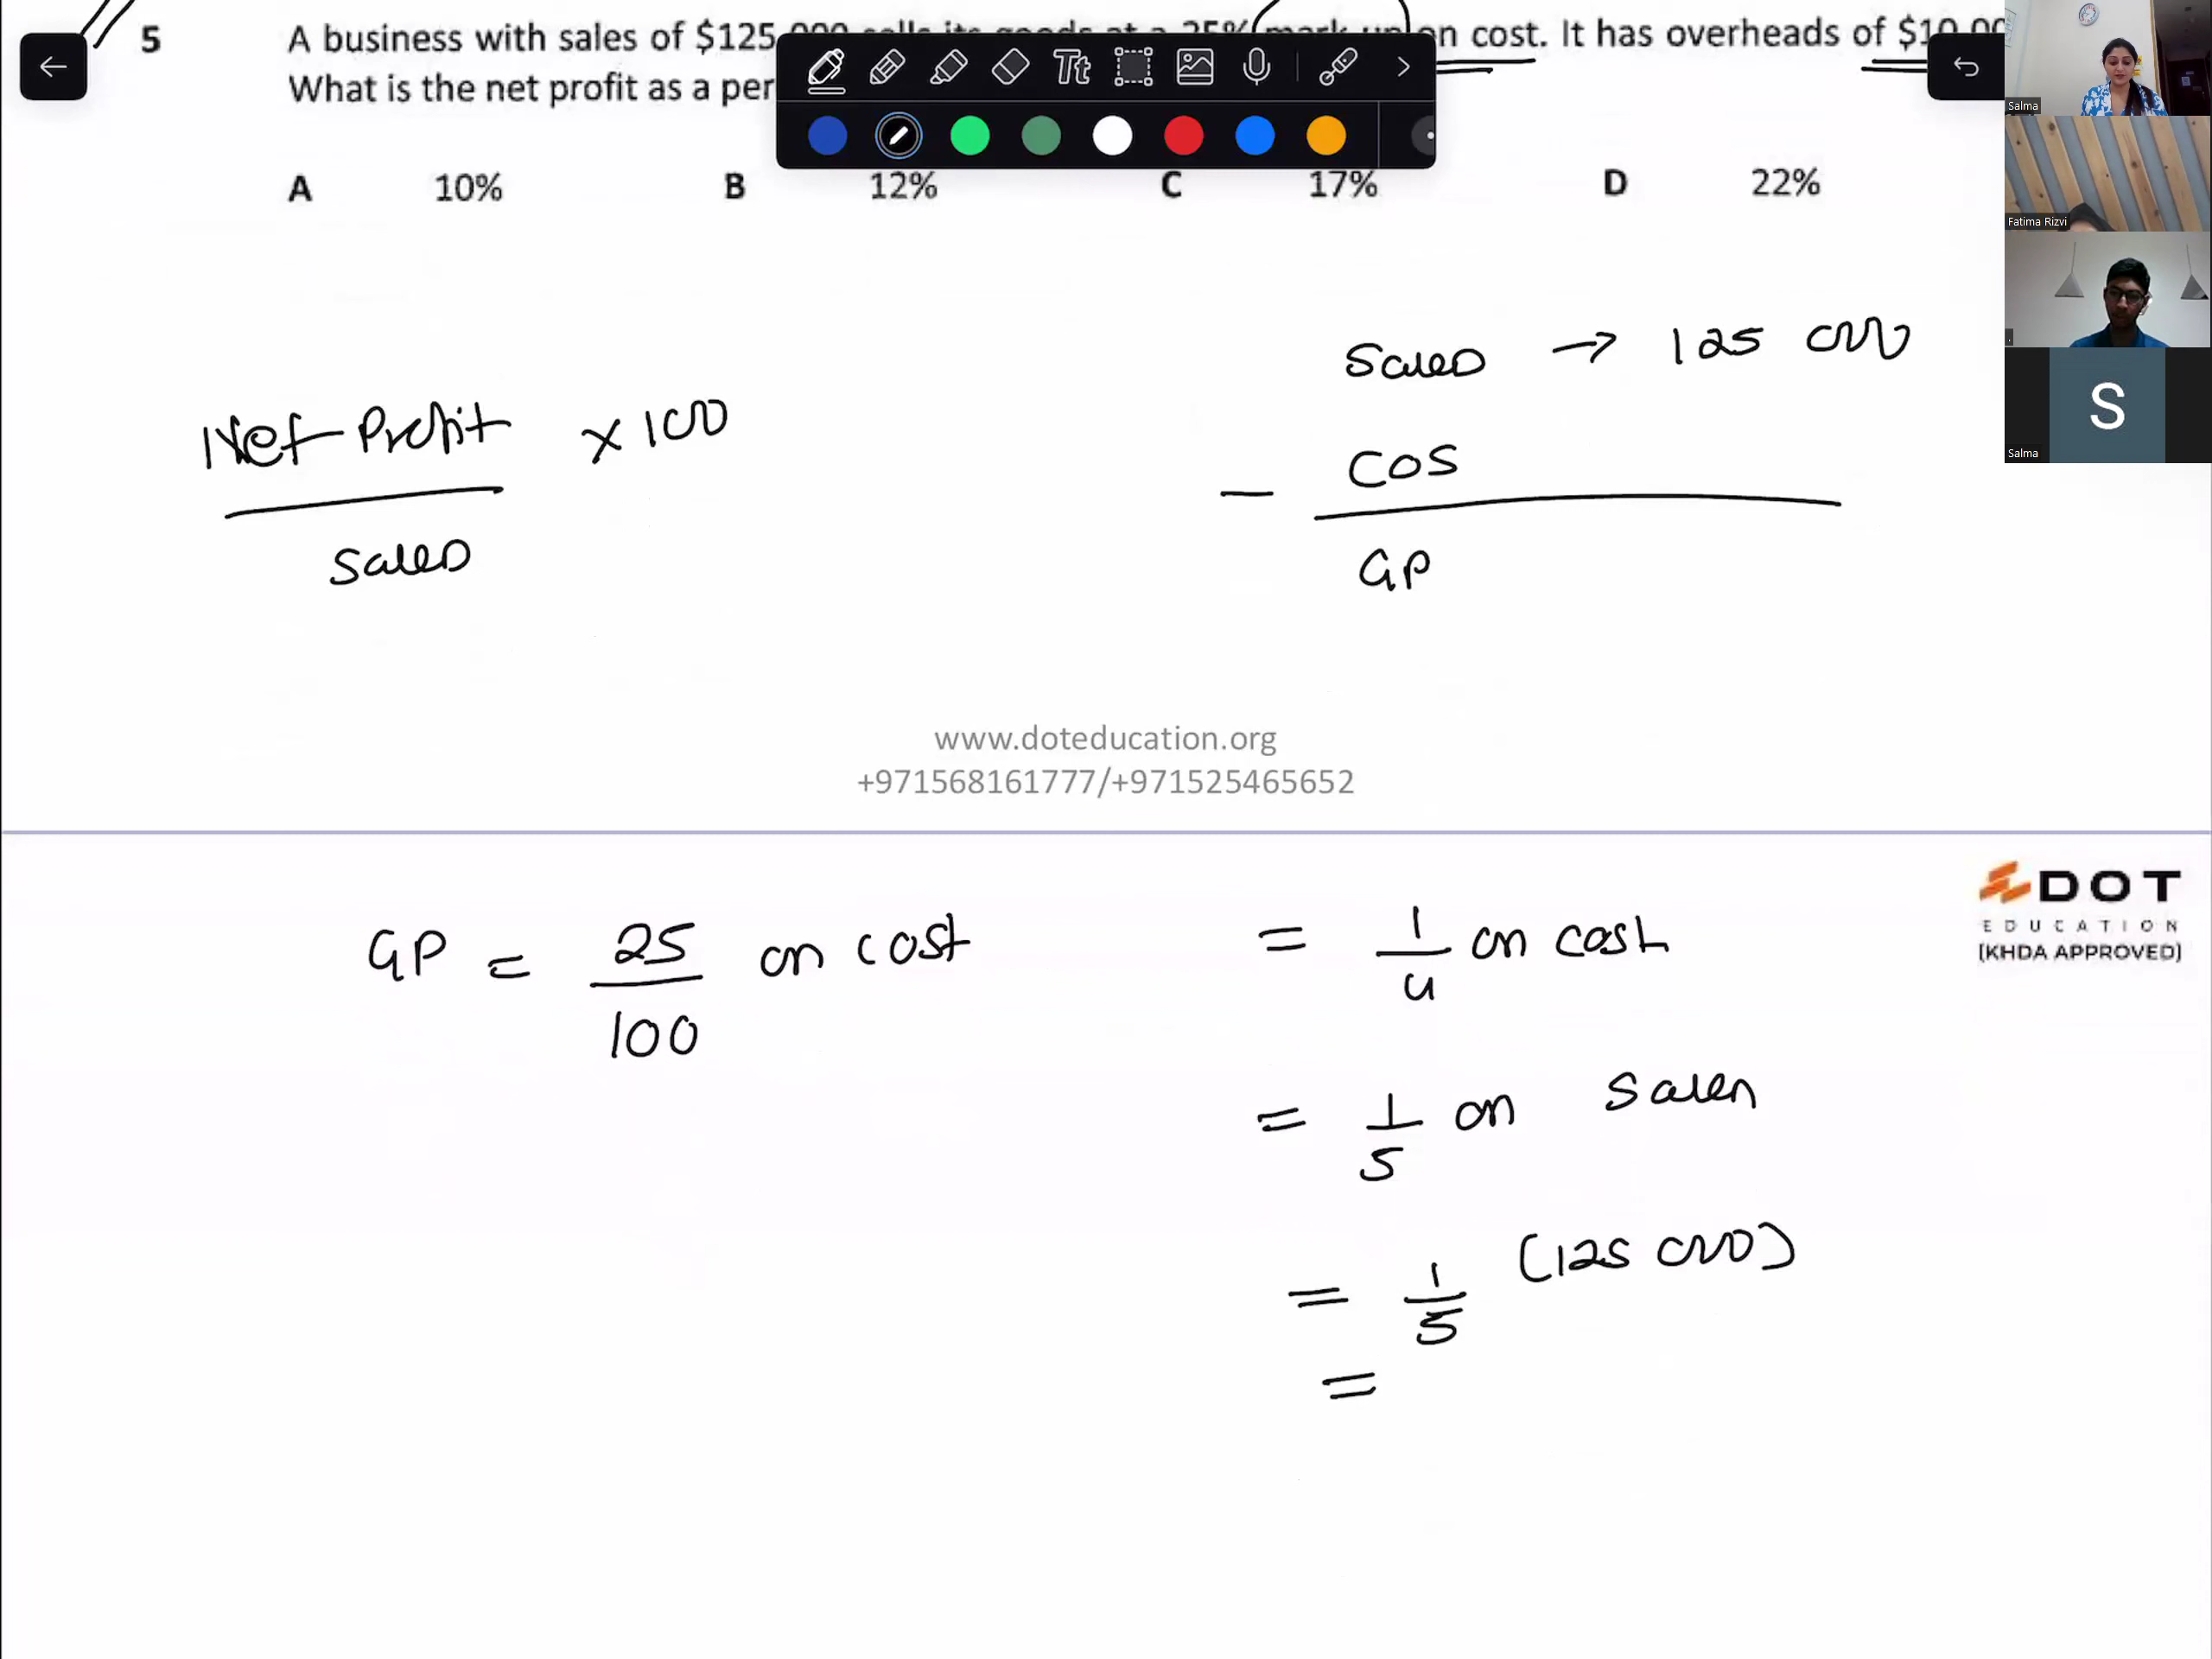 5 A business with sales of $125 mark on cost. It has overheads of
What is the net profit as a
A 10% B 12% C 17% D 22%
Tt
Salma
Fatima Rizvi
S
Salma
Net Profit × 100
Sales
Sales → 125 000
- COS
GP
www.doteducation.org
+971568161777/+971525465652
DOT
EDUCATION
(KHDA APPROVED)
GP = 25/100 on cost
= 1/4 on cost
= 1/5 on Sales
= 1/5 (125 000)
=